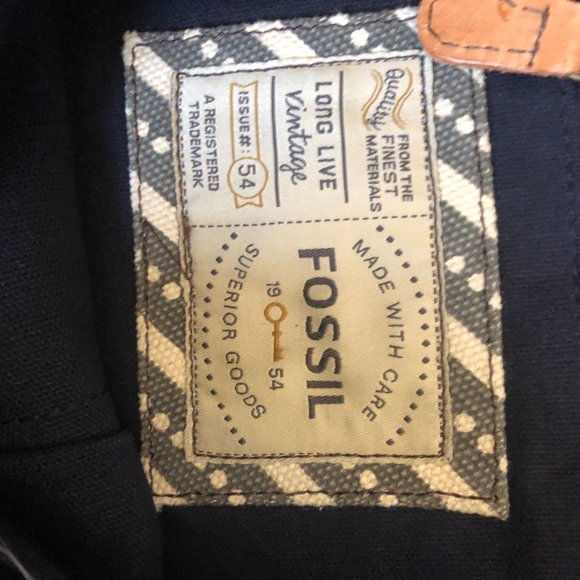 Quality
FROM THE
FINEST
MATERIALS
LONG LIVE
Vintage
ISSUE#: 54
A REGISTERED
TRADEMARK
MADE WITH CARE
FOSSIL
19 54
SUPERIOR GOODS